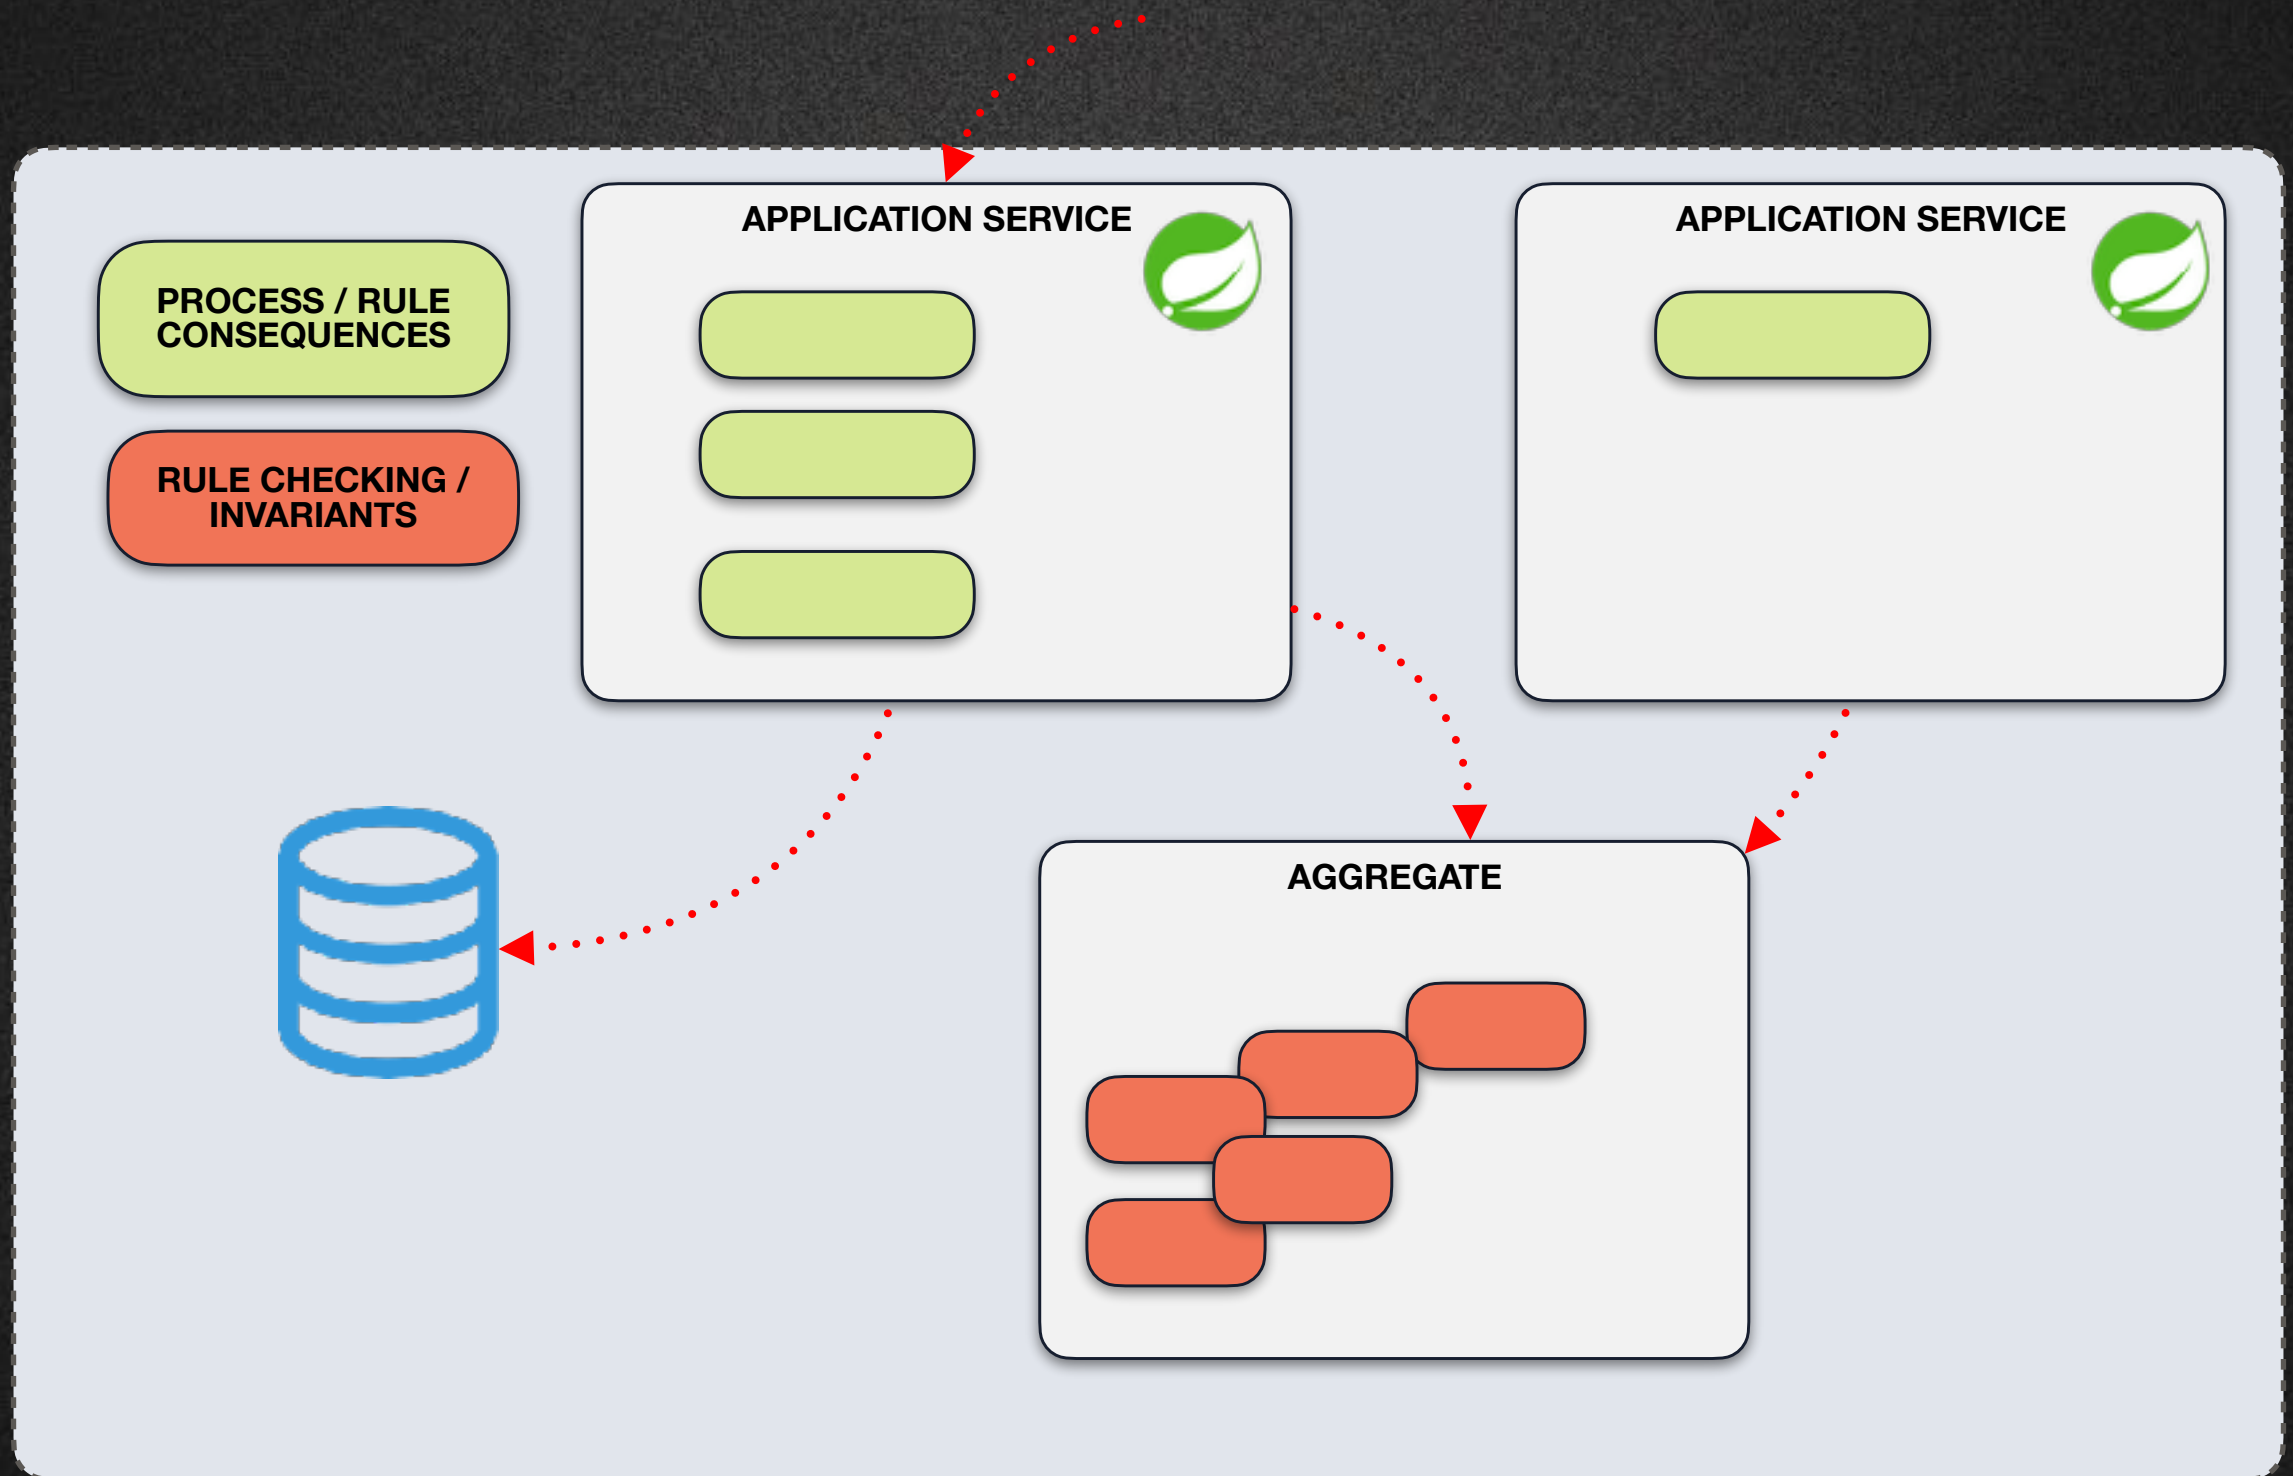 APPLICATION SERVICE
APPLICATION SERVICE
PROCESS / RULE
CONSEQUENCES
RULE CHECKING /
INVARIANTS
AGGREGATE